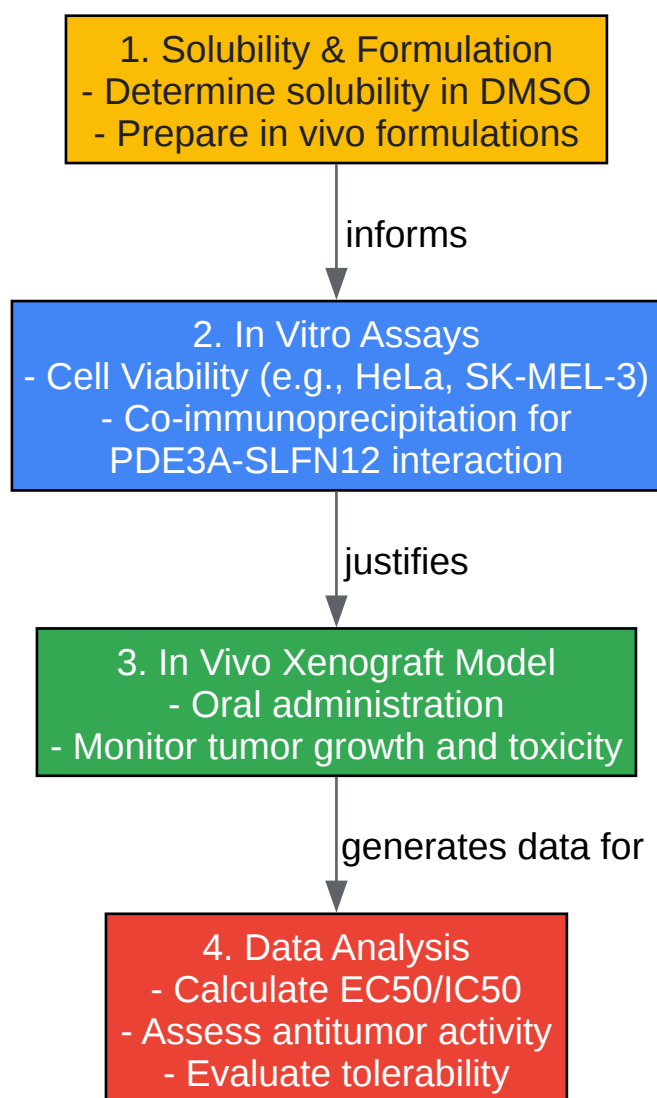 1. Solubility & Formulation
- Determine solubility in DMSO
- Prepare in vivo formulations
informs
2. In Vitro Assays
- Cell Viability (e.g., HeLa, SK-MEL-3)
- Co-immunoprecipitation for
PDE3A-SLFN12 interaction
justifies
3. In Vivo Xenograft Model
- Oral administration
- Monitor tumor growth and toxicity
generates data for
4. Data Analysis
- Calculate EC50/IC50
- Assess antitumor activity
- Evaluate tolerability